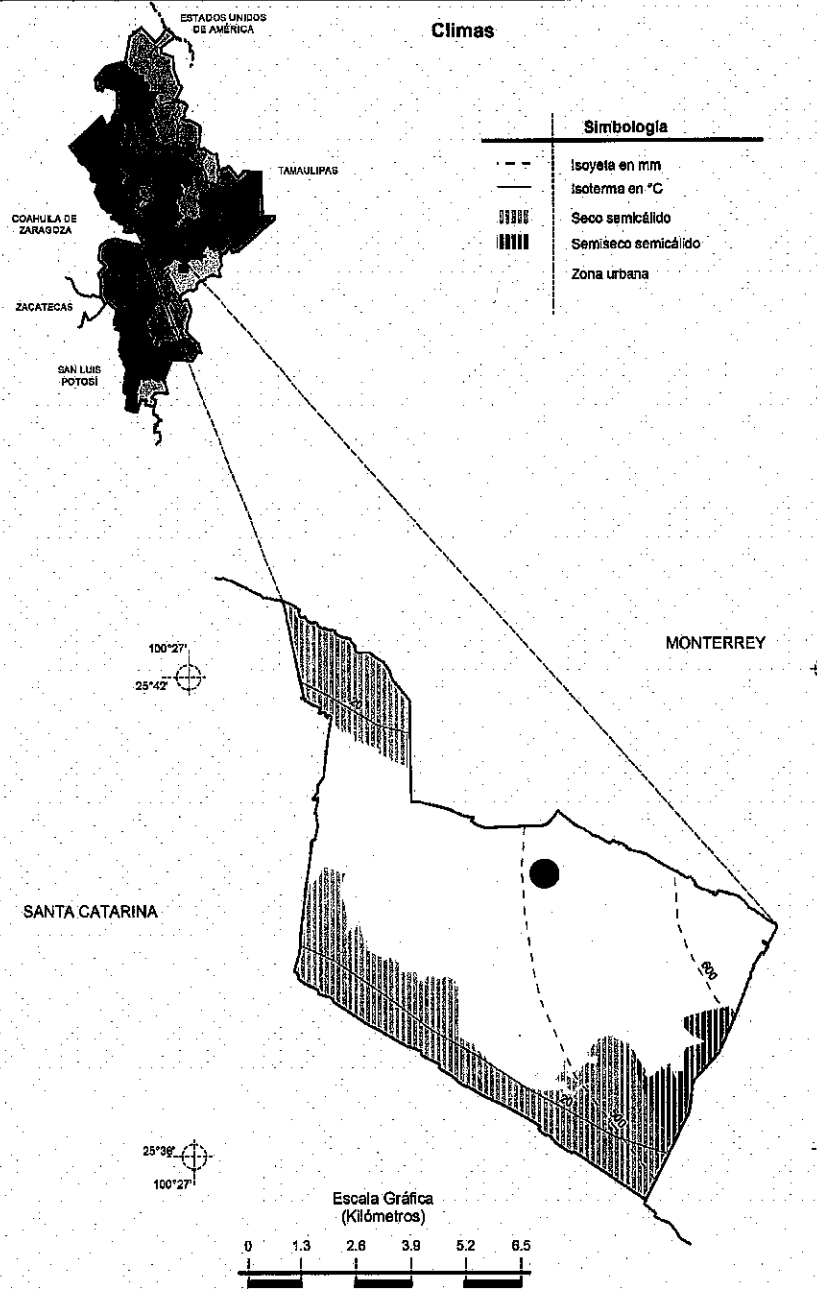 Climas
ESTADOS UNIDOS
DE AMÉRICA
TAMAULIPAS
COAHUILA DE
ZARAGOZA
ZACATECAS
SAN LUIS
POTOSÍ
Simbología
Isoyeta en mm
Isoterma en °C
Seco semicálido
Semiseco semicálido
Zona urbana
MONTERREY
100°27'
25°42'
20
SANTA CATARINA
600
20
500
25°36'
100°27'
Escala Gráfica
(Kilómetros)
0 1.3 2.6 3.9 5.2 6.5